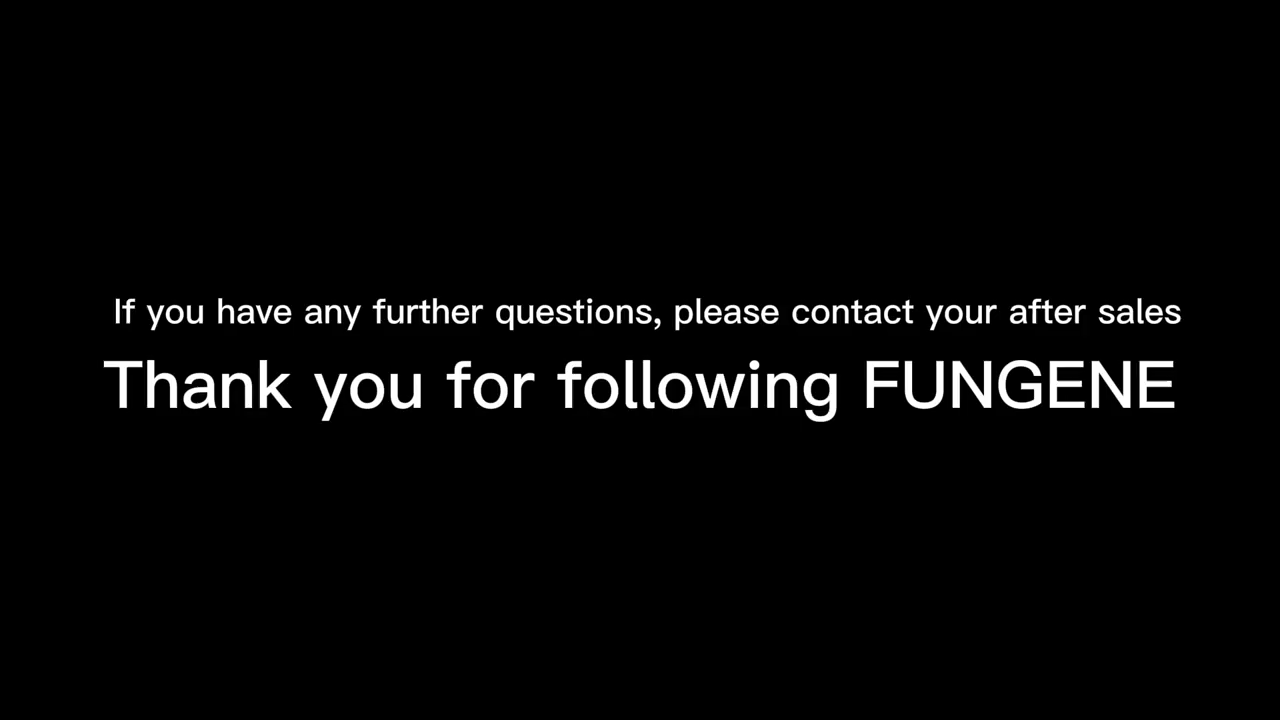 If you have any further questions, please contact your after sales
Thank you for following FUNGENE